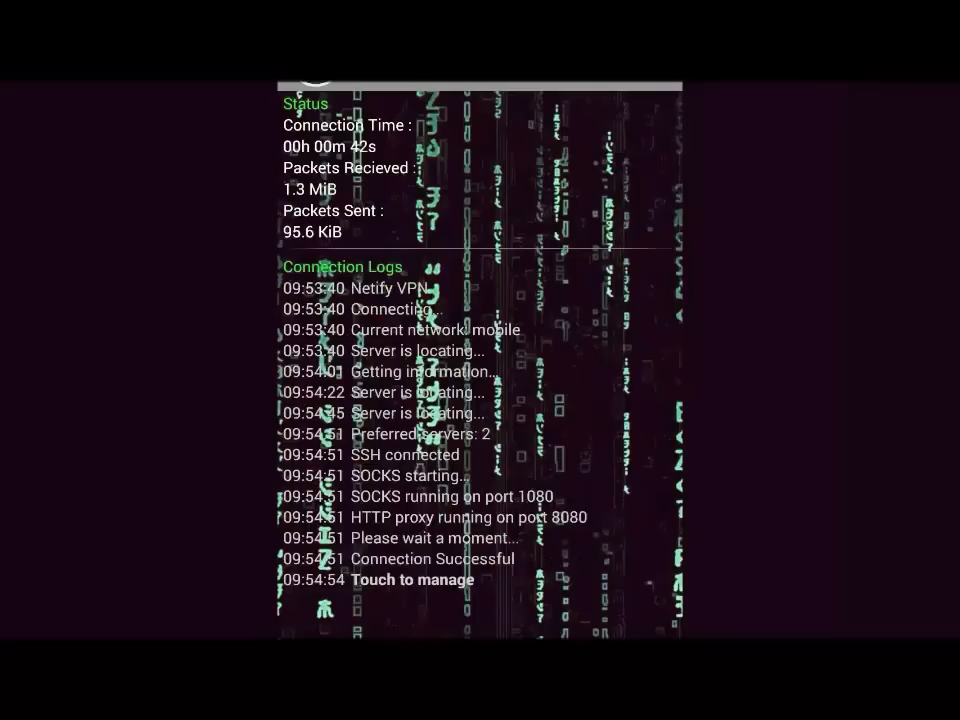 Status
Connection Time :
00h 00m 42s
Packets Recieved :
1.3 MiB
Packets Sent :
95.6 KiB
Connection Logs
09:53:40 Netify VPN
09:53:40 Connecting...
09:53:40 Current network: mobile
09:53:40 Server is locating...
09:54:01 Getting information...
09:54:22 Server is locating...
09:54:45 Server is locating...
09:54:51 Preferred servers: 2
09:54:51 SSH connected
09:54:51 SOCKS starting...
09:54:51 SOCKS running on port 1080
09:54:51 HTTP proxy running on port 8080
09:54:51 Please wait a moment...
09:54:51 Connection Successful
09:54:54 Touch to manage